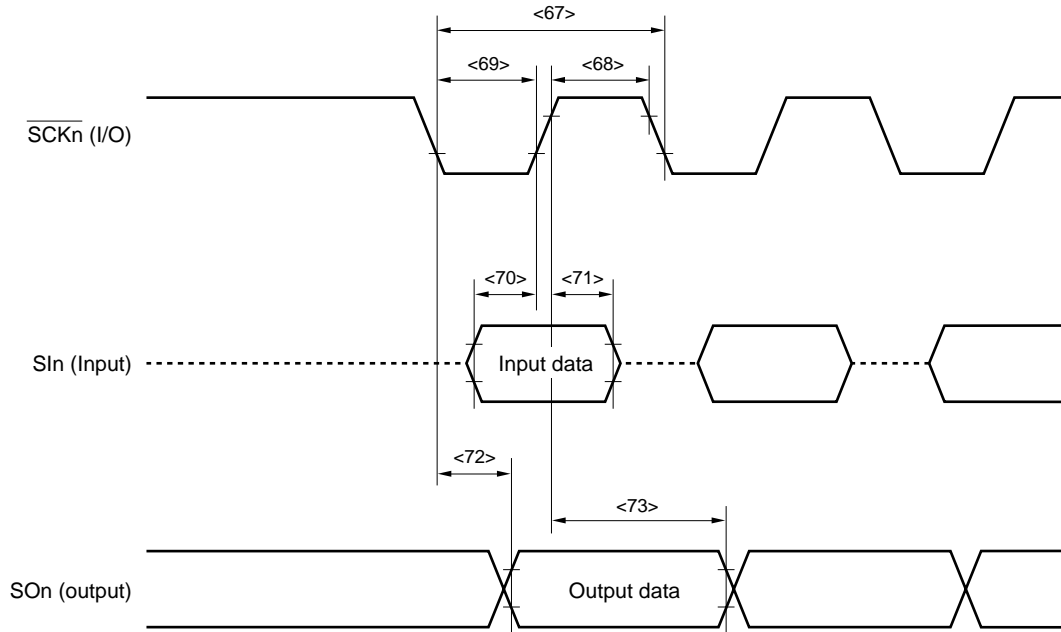 <67>
<69>
<68>
SCKn (I/O)
<70>
<71>
SIn (Input)
Input data
<72>
<73>
SOn (output)
Output data